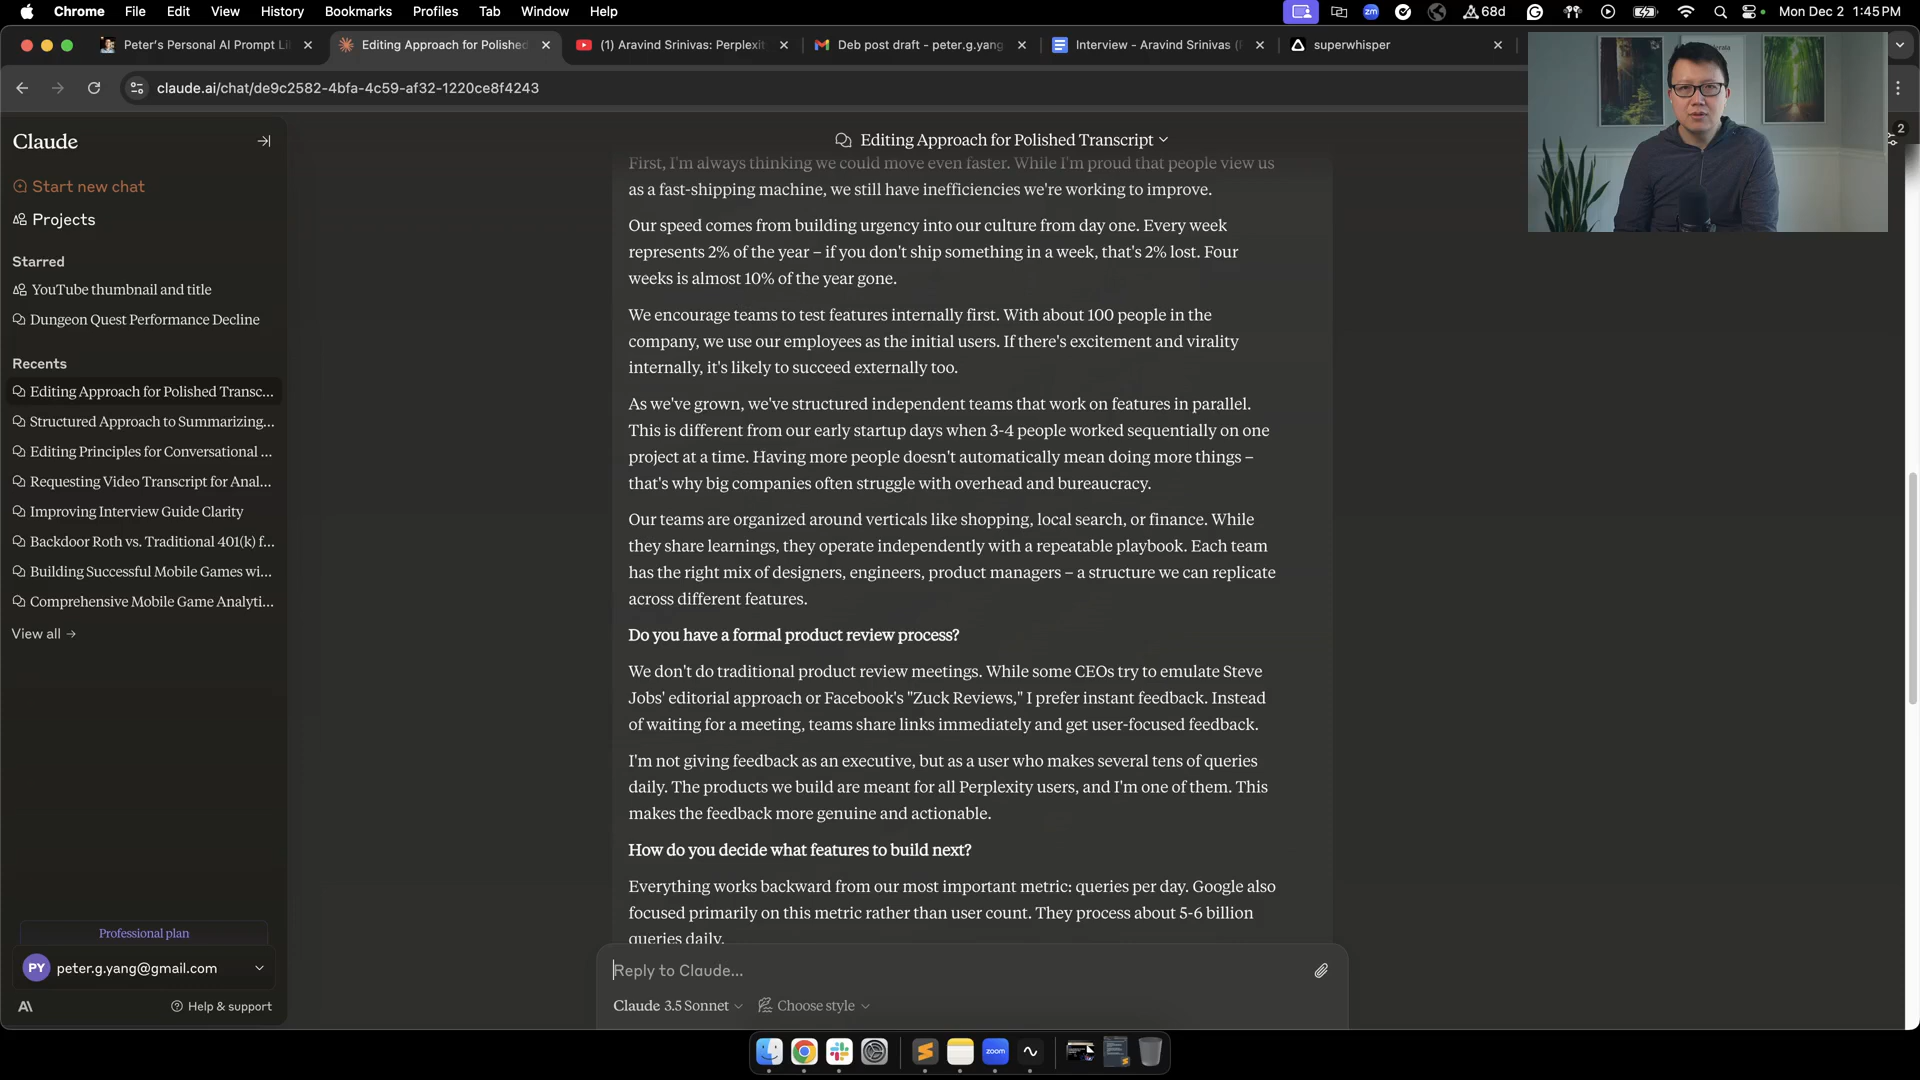 Chrome File Edit View History Bookmarks Profiles Tab Window Help
zm
68d
Mon Dec 2 1:45 PM
Peter's Personal AI Prompt Li
Editing Approach for Polished
(1) Aravind Srinivas: Perplexit
Deb post draft - peter.g.yang
Interview - Aravind Srinivas (
superwhisper
claude.ai/chat/de9c2582-4bfa-4c59-af32-1220ce8f4243
2
Claude
Start new chat
Projects
Starred
YouTube thumbnail and title
Dungeon Quest Performance Decline
Recents
Editing Approach for Polished Transc...
Structured Approach to Summarizing...
Editing Principles for Conversational ...
Requesting Video Transcript for Anal...
Improving Interview Guide Clarity
Backdoor Roth vs. Traditional 401(k) f...
Building Successful Mobile Games wi...
Comprehensive Mobile Game Analyti...
View all →
Professional plan
PY peter.g.yang@gmail.com
Help & support
Editing Approach for Polished Transcript
First, I'm always thinking we could move even faster. While I'm proud that people view us
as a fast-shipping machine, we still have inefficiencies we're working to improve.
Our speed comes from building urgency into our culture from day one. Every week
represents 2% of the year – if you don't ship something in a week, that's 2% lost. Four
weeks is almost 10% of the year gone.
We encourage teams to test features internally first. With about 100 people in the
company, we use our employees as the initial users. If there's excitement and virality
internally, it's likely to succeed externally too.
As we've grown, we've structured independent teams that work on features in parallel.
This is different from our early startup days when 3-4 people worked sequentially on one
project at a time. Having more people doesn't automatically mean doing more things –
that's why big companies often struggle with overhead and bureaucracy.
Our teams are organized around verticals like shopping, local search, or finance. While
they share learnings, they operate independently with a repeatable playbook. Each team
has the right mix of designers, engineers, product managers – a structure we can replicate
across different features.
Do you have a formal product review process?
We don't do traditional product review meetings. While some CEOs try to emulate Steve
Jobs' editorial approach or Facebook's "Zuck Reviews," I prefer instant feedback. Instead
of waiting for a meeting, teams share links immediately and get user-focused feedback.
I'm not giving feedback as an executive, but as a user who makes several tens of queries
daily. The products we build are meant for all Perplexity users, and I'm one of them. This
makes the feedback more genuine and actionable.
How do you decide what features to build next?
Everything works backward from our most important metric: queries per day. Google also
focused primarily on this metric rather than user count. They process about 5-6 billion
queries daily.
Reply to Claude...
Claude 3.5 Sonnet
Choose style
zoom